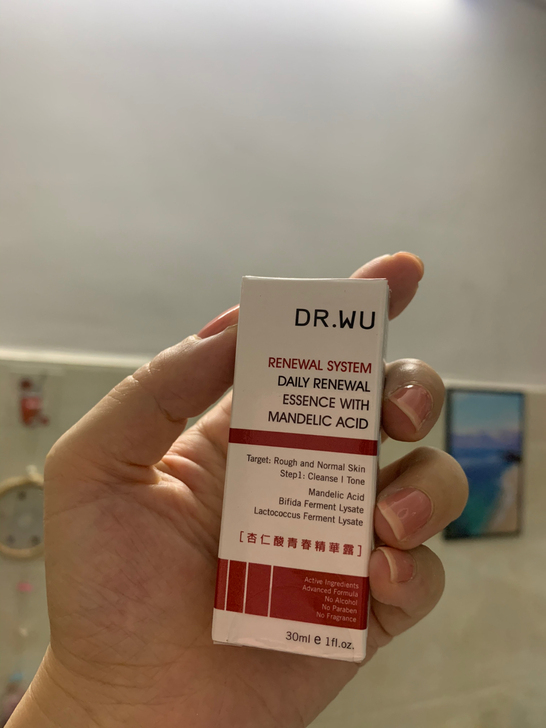 DR.WU
RENEWAL SYSTEM
DAILY RENEWAL
ESSENCE WITH
MANDELIC ACID
Target: Rough and Normal Skin
Step1: Cleanse I Tone
Mandelic Acid
Bifida Ferment Lysate
Lactococcus Ferment Lysate
[杏仁酸青春精華露]
Active Ingredients
Advanced Formula
No Alcohol
No Paraben
No Fragrance
30ml e 1fl.oz.